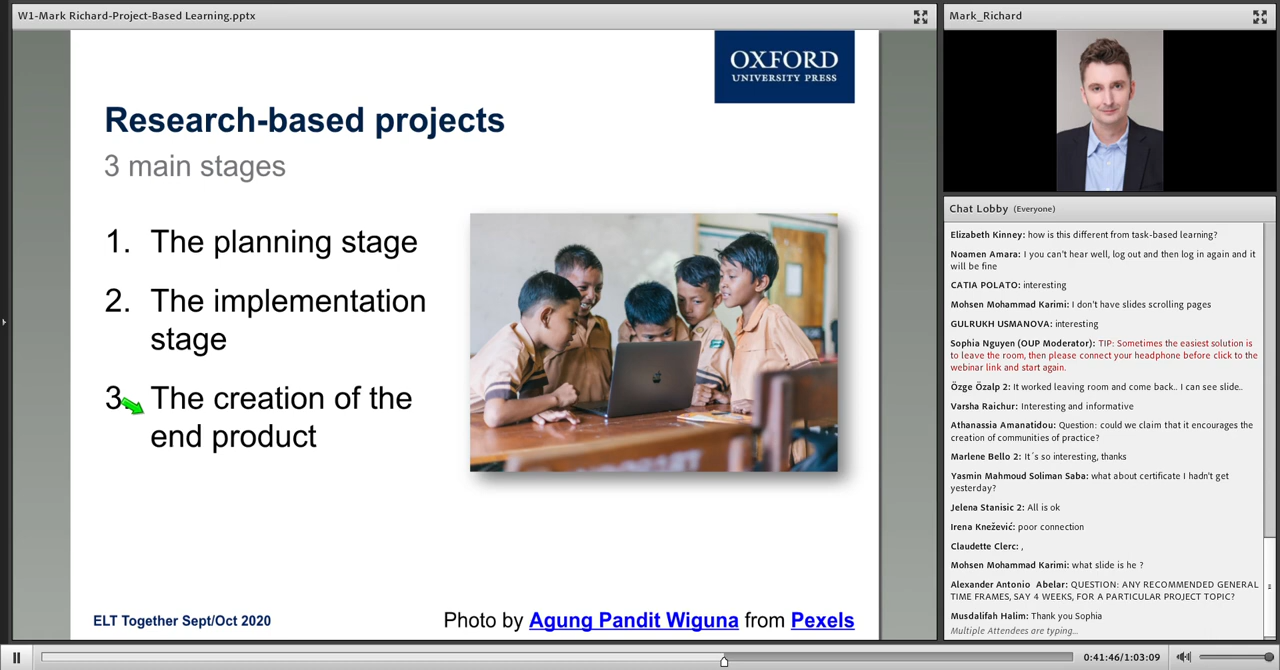 W1-Mark Richard-Project-Based Learning.pptx
OXFORD
UNIVERSITY PRESS
Research-based projects
3 main stages
1. The planning stage
2. The implementation
stage
3. The creation of the
end product
ELT Together Sept/Oct 2020
Photo by Agung Pandit Wiguna from Pexels
Mark_Richard
Chat Lobby (Everyone)
Elizabeth Kinney: how is this different from task-based learning?
Noamen Amara: I you can't hear well, log out and then log in again and it
will be fine
CATIA POLATO: interesting
Mohsen Mohammad Karimi: I don't have slides scrolling pages
GULRUKH USMANOVA: interesting
Sophia Nguyen (OUP Moderator): TIP: Sometimes the easiest solution is
to leave the room, then please connect your headphone before click to the
webinar link and start again.
Özge Özalp 2: It worked leaving room and come back.. I can see slide..
Varsha Raichur: Interesting and informative
Athanassia Amanatidou: Question: could we claim that it encourages the
creation of communities of practice?
Marlene Bello 2: It´s so interesting, thanks
Yasmin Mahmoud Soliman Saba: what about certificate I hadn't get
yesterday?
Jelena Stanisic 2: All is ok
Irena Knežević: poor connection
Claudette Clerc: ,
Mohsen Mohammad Karimi: what slide is he ?
Alexander Antonio Abelar: QUESTION: ANY RECOMMENDED GENERAL
TIME FRAMES, SAY 4 WEEKS, FOR A PARTICULAR PROJECT TOPIC?
Musdalifah Halim: Thank you Sophia
Multiple Attendees are typing...
0:41:46/1:03:09